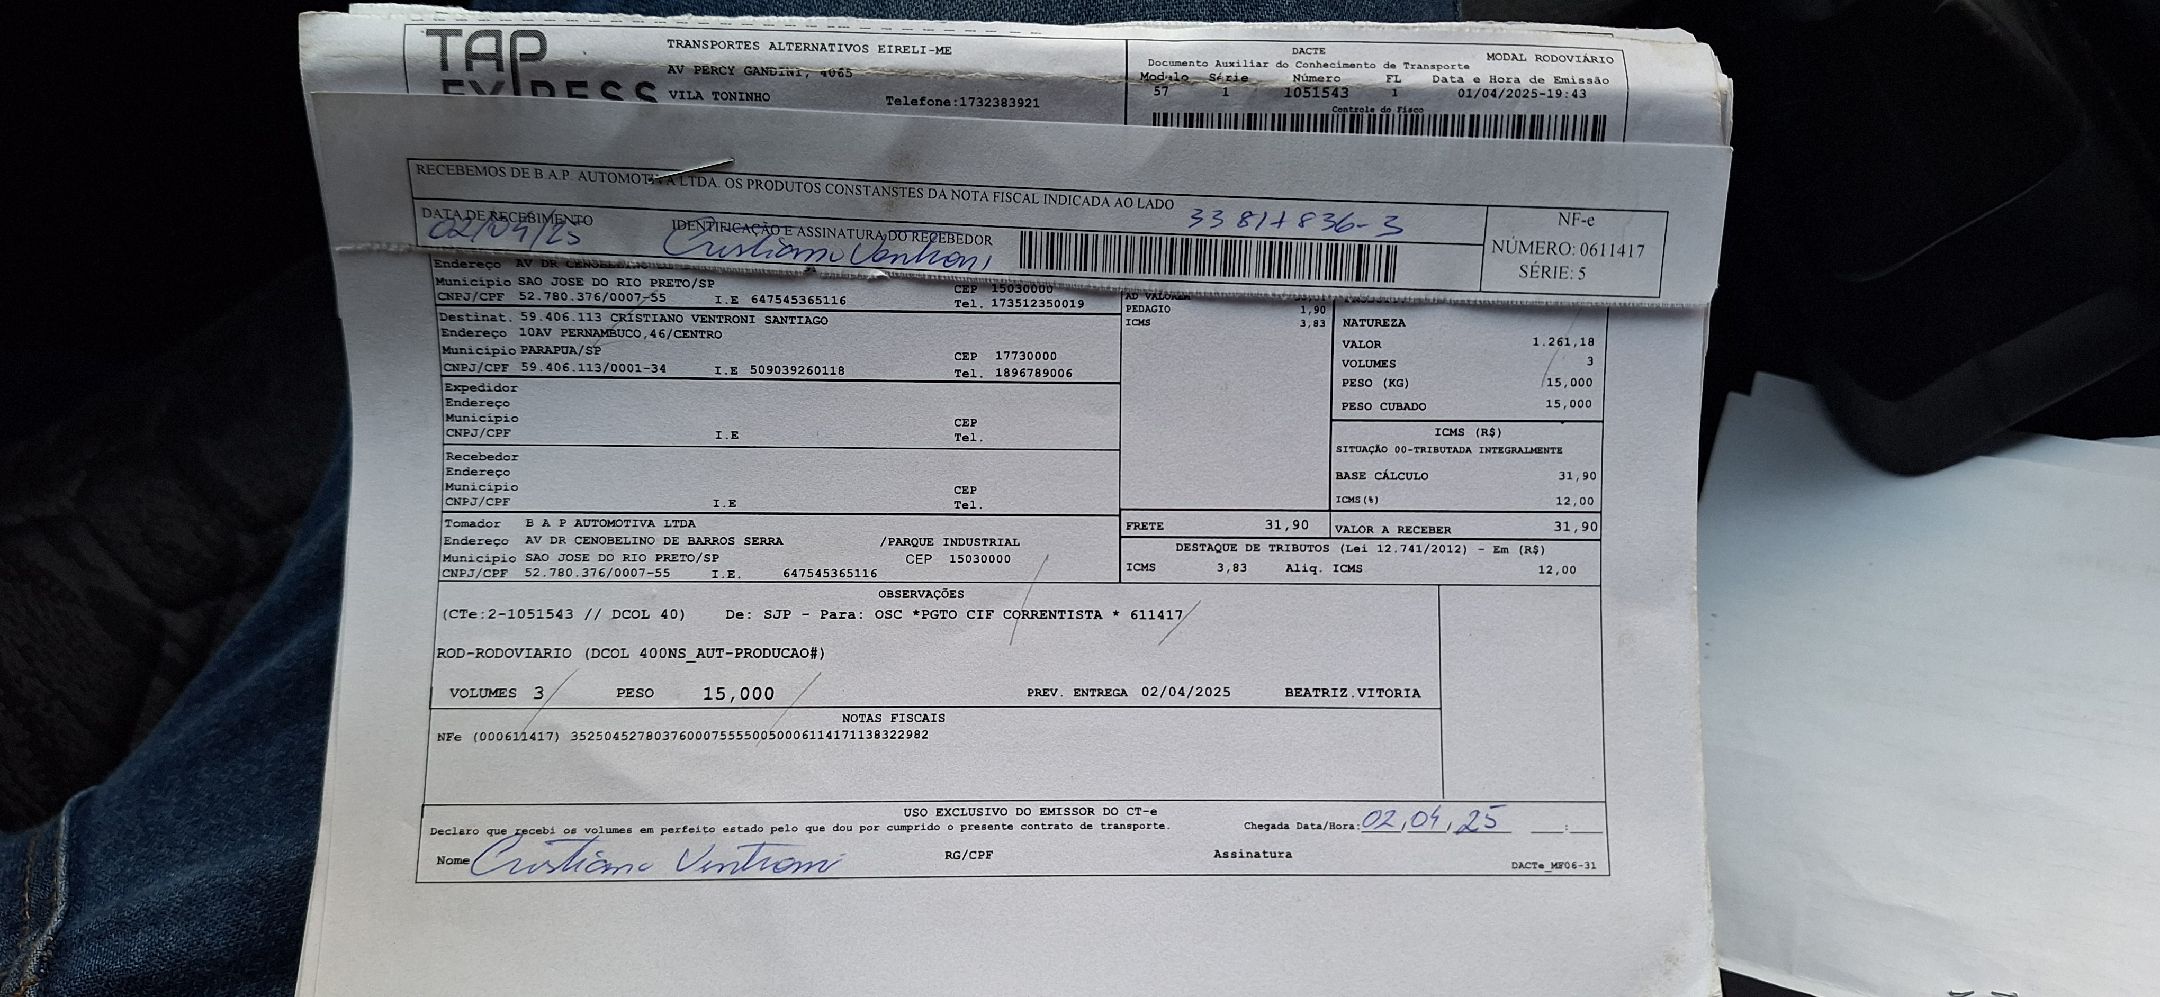 TAP
EXPRESS
TRANSPORTES ALTERNATIVOS EIRELI-ME
AV PERCY GANDINI, 4065
VILA TONINHO Telefone:1732383921
DACTE MODAL RODOVIÁRIO
Documento Auxiliar do Conhecimento de Transporte
Modelo Série Número FL Data e Hora de Emissão
57 1 1051543 1 01/04/2025-19:43
Controle do Fisco
RECEBEMOS DE B A.P. AUTOMOTIVA LTDA. OS PRODUTOS CONSTANSTES DA NOTA FISCAL INDICADA AO LADO
DATA DE RECEBIMENTO IDENTIFICAÇÃO E ASSINATURA DO RECEBEDOR
02/04/25 Cristiano Ventroni
NF-e
NÚMERO: 0611417
SÉRIE: 5
Endereço AV DR CENOBELINO
Município SAO JOSE DO RIO PRETO/SP CEP 15030000
CNPJ/CPF 52.780.376/0007-55 I.E 647545365116 Tel. 173512350019
Destinat. 59.406.113 CRISTIANO VENTRONI SANTIAGO
Endereço 10AV PERNAMBUCO,46/CENTRO
Município PARAPUA/SP CEP 17730000
CNPJ/CPF 59.406.113/0001-34 I.E 509039260118 Tel. 1896789006
Expedidor
Endereço
Município CEP
CNPJ/CPF I.E Tel.
Recebedor
Endereço
Município CEP
CNPJ/CPF I.E Tel.
Tomador B A P AUTOMOTIVA LTDA
Endereço AV DR CENOBELINO DE BARROS SERRA /PARQUE INDUSTRIAL
Município SAO JOSE DO RIO PRETO/SP CEP 15030000
CNPJ/CPF 52.780.376/0007-55 I.E. 647545365116
AD VALOREM
PEDAGIO 1,90
ICMS 3,83
NATUREZA
VALOR 1.261,18
VOLUMES 3
PESO (KG) 15,000
PESO CUBADO 15,000
ICMS (R$)
SITUAÇÃO 00-TRIBUTADA INTEGRALMENTE
BASE CÁLCULO 31,90
ICMS(%) 12,00
FRETE 31,90 VALOR A RECEBER 31,90
DESTAQUE DE TRIBUTOS (Lei 12.741/2012) - Em (R$)
ICMS 3,83 Aliq. ICMS 12,00
OBSERVAÇÕES
(CTe:2-1051543 // DCOL 40) De: SJP - Para: OSC *PGTO CIF CORRENTISTA * 611417
ROD-RODOVIARIO (DCOL 400NS_AUT-PRODUCAO#)
VOLUMES 3 PESO 15,000 PREV. ENTREGA 02/04/2025 BEATRIZ.VITORIA
NOTAS FISCAIS
NFe (000611417) 35250452780376000755550050006114171138322982
USO EXCLUSIVO DO EMISSOR DO CT-e
Declaro que recebi os volumes em perfeito estado pelo que dou por cumprido o presente contrato de transporte. Chegada Data/Hora: 02,04,25 __:__
Nome Cristiano Ventroni RG/CPF Assinatura
DACTe_MF06-31